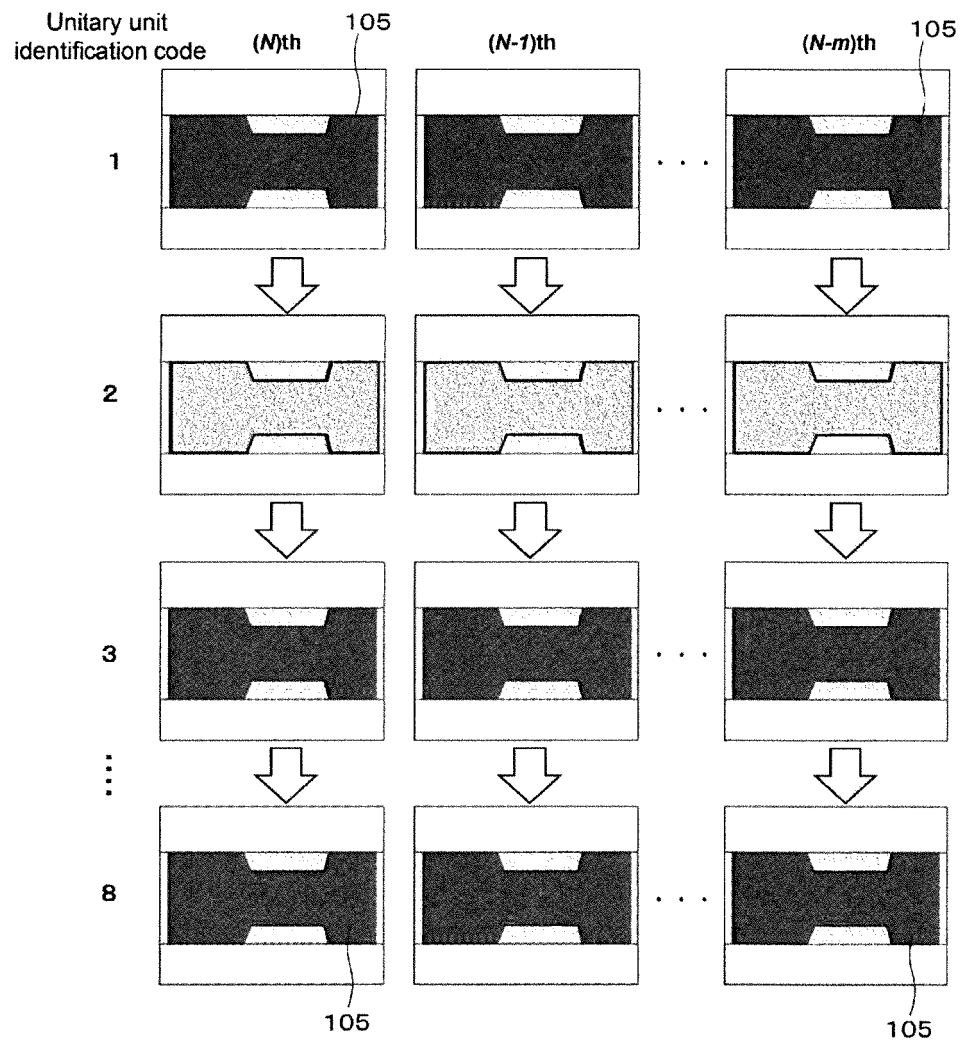 Unitary unit
identification code
(N)th
(N-1)th
(N-m)th
105
105
1
. . .
2
. . .
3
. . .
8
. . .
105
105